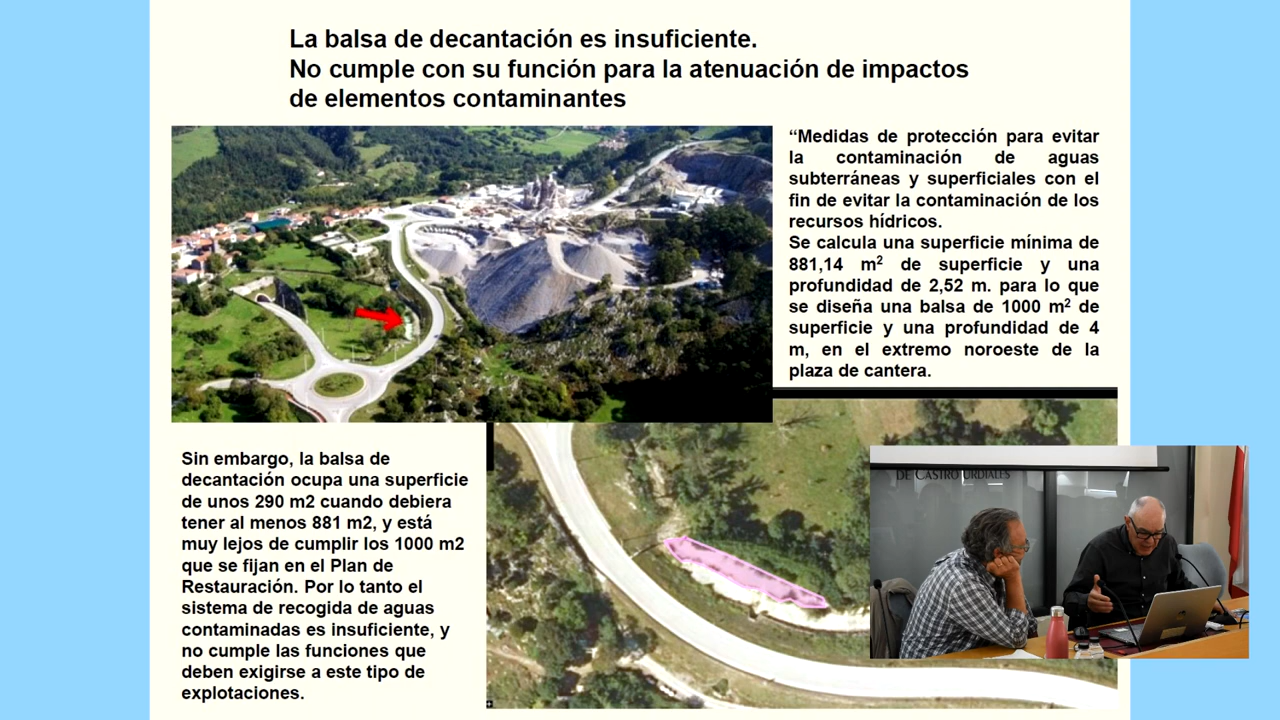 La balsa de decantación es insuficiente.
No cumple con su función para la atenuación de impactos
de elementos contaminantes
“Medidas de protección para evitar
la contaminación de aguas
subterráneas y superficiales con el
fin de evitar la contaminación de los
recursos hídricos.
Se calcula una superficie mínima de
881,14 m² de superficie y una
profundidad de 2,52 m. para lo que
se diseña una balsa de 1000 m² de
superficie y una profundidad de 4
m, en el extremo noroeste de la
plaza de cantera.
Sin embargo, la balsa de
decantación ocupa una superficie
de unos 290 m2 cuando debiera
tener al menos 881 m2, y está
muy lejos de cumplir los 1000 m2
que se fijan en el Plan de
Restauración. Por lo tanto el
sistema de recogida de aguas
contaminadas es insuficiente, y
no cumple las funciones que
deben exigirse a este tipo de
explotaciones.
DE CASTRO URDIALES